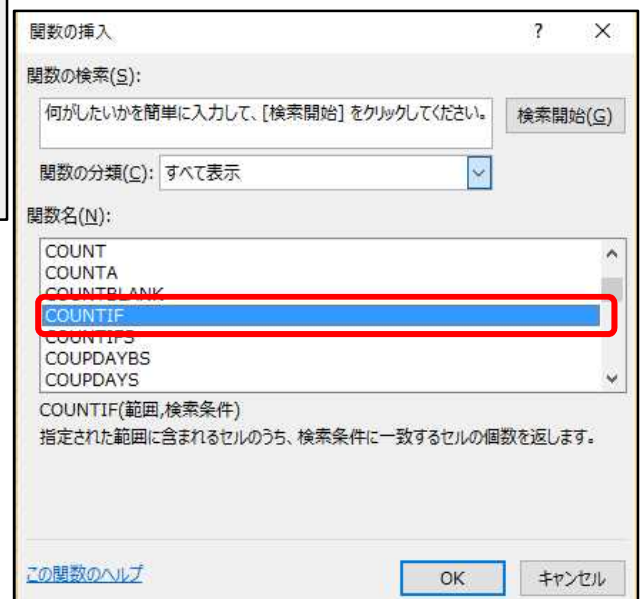 関数の挿入 ? ×
関数の検索(S):
何がしたいかを簡単に入力して、[検索開始] をクリックしてください。 検索開始(G)
関数の分類(C): すべて表示
関数名(N):
COUNT
COUNTA
COUNTBLANK
COUNTIF
COUNTIFS
COUPDAYBS
COUPDAYS
COUNTIF(範囲,検索条件)
指定された範囲に含まれるセルのうち、検索条件に一致するセルの個数を返します。
この関数のヘルプ OK キャンセル